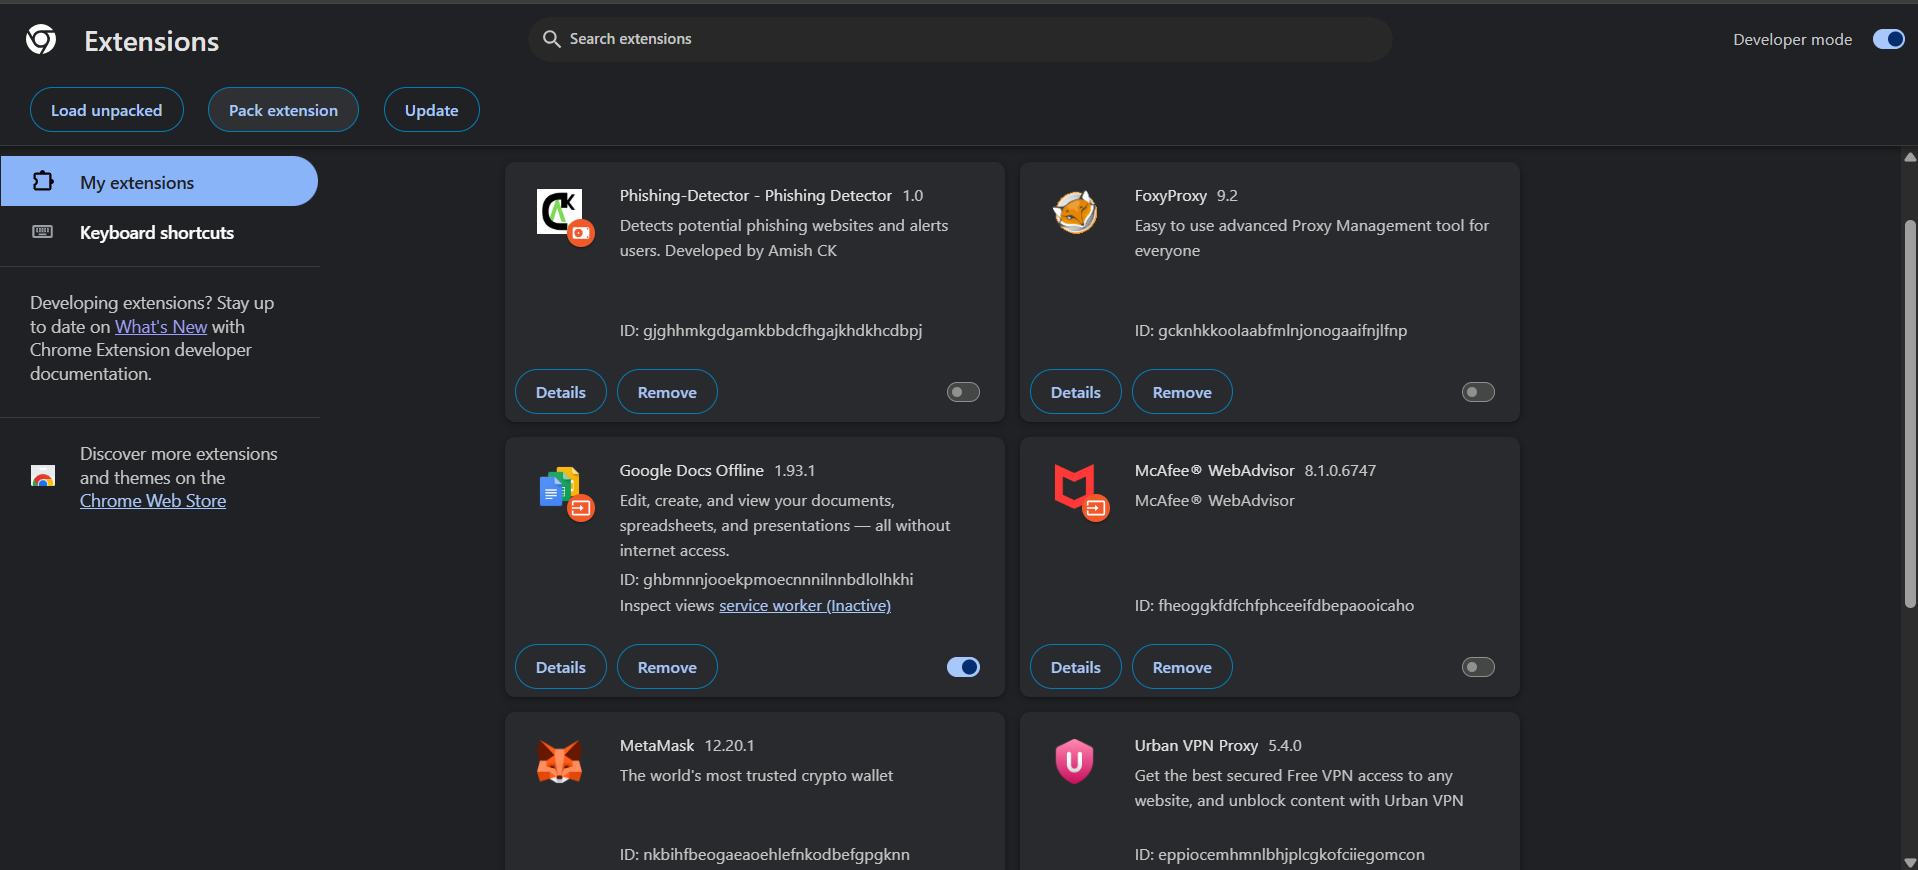 Extensions
Search extensions
Developer mode
Load unpacked
Pack extension
Update
My extensions
Keyboard shortcuts
Developing extensions? Stay up
to date on What's New with
Chrome Extension developer
documentation.
Discover more extensions
and themes on the
Chrome Web Store
Phishing-Detector - Phishing Detector 1.0
Detects potential phishing websites and alerts
users. Developed by Amish CK
ID: gjghhmkgdgamkbbdcfhgajkhdkhcdbpj
Details
Remove
FoxyProxy 9.2
Easy to use advanced Proxy Management tool for
everyone
ID: gcknhkkoolaabfmlnjonogaaifnjlfnp
Details
Remove
Google Docs Offline 1.93.1
Edit, create, and view your documents,
spreadsheets, and presentations — all without
internet access.
ID: ghbmnnjooekpmoecnnnilnnbdlolhkhi
Inspect views service worker (Inactive)
Details
Remove
McAfee® WebAdvisor 8.1.0.6747
McAfee® WebAdvisor
ID: fheoggkfdfchfphceeifdbepaooicaho
Details
Remove
MetaMask 12.20.1
The world's most trusted crypto wallet
ID: nkbihfbeogaeaoehlefnkodbefgpgknn
Urban VPN Proxy 5.4.0
Get the best secured Free VPN access to any
website, and unblock content with Urban VPN
ID: eppiocemhmnlbhjplcgkofciiegomcon